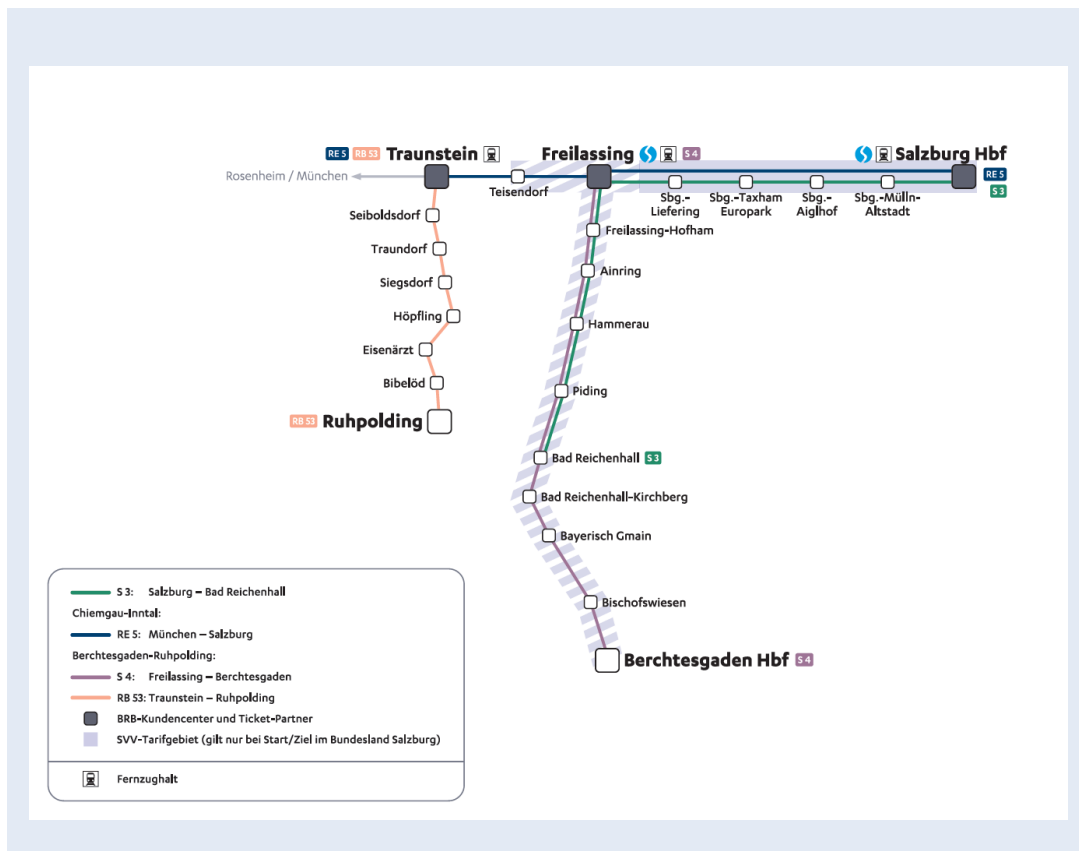 RE 5 RB 53 Traunstein
Freilassing S 4
Salzburg Hbf
Rosenheim / München
Teisendorf
RE 5
S 3
Sbg.-
Liefering
Sbg.-Taxham
Europark
Sbg.-
Aiglhof
Sbg.-Mülln-
Altstadt
Seiboldsdorf
Freilassing-Hofham
Traundorf
Ainring
Siegsdorf
Höpfling
Hammerau
Eisenärzt
Bibelöd
Piding
RB 53 Ruhpolding
Bad Reichenhall S 3
Bad Reichenhall-Kirchberg
Bayerisch Gmain
Bischofswiesen
Berchtesgaden Hbf S 4
S 3: Salzburg – Bad Reichenhall
Chiemgau-Inntal:
RE 5: München – Salzburg
Berchtesgaden-Ruhpolding:
S 4: Freilassing – Berchtesgaden
RB 53: Traunstein – Ruhpolding
BRB-Kundencenter und Ticket-Partner
SVV-Tarifgebiet (gilt nur bei Start/Ziel im Bundesland Salzburg)
Fernzughalt